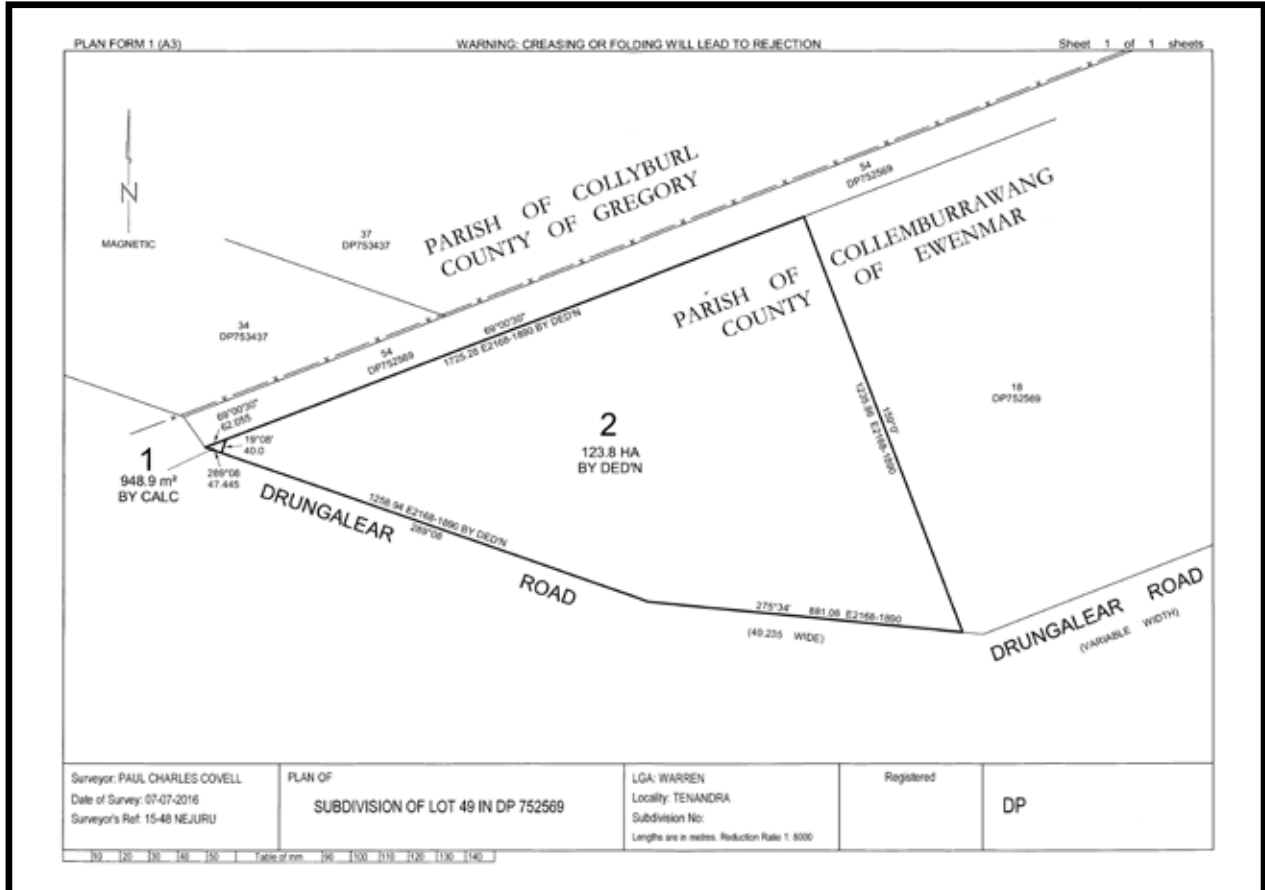 PLAN FORM 1 (A3)
WARNING: CREASING OR FOLDING WILL LEAD TO REJECTION
Sheet 1 of 1 sheets
N
MAGNETIC
37
DP753437
PARISH OF COLLYBURL
COUNTY OF GREGORY
54
DP752569
COLLEMBURRAWANG
OF EWENMAR
PARISH OF
COUNTY
34
DP753437
54
DP752569
69°00'30"
1725.28 E2168-1890 BY DED'N
18
DP752569
159°0'
1235.86 E2168-1890
69°00'30"
62.055
19°08'
40.0
1
948.9 m²
BY CALC
289°08
47.445
2
123.8 HA
BY DED'N
1258.94 E2168-1890 BY DED'N
289°08
DRUNGALEAR
ROAD
275°34' 881.08 E2168-1890
(49.235 WIDE)
DRUNGALEAR ROAD
(VARIABLE WIDTH)
Surveyor: PAUL CHARLES COVELL
Date of Survey: 07-07-2016
Surveyor's Ref: 15-48 NEJURU
PLAN OF
SUBDIVISION OF LOT 49 IN DP 752569
LGA: WARREN
Locality: TENANDRA
Subdivision No:
Lengths are in metres. Reduction Ratio 1: 8000
Registered
DP
10 20 30 40 50 Table of mm 90 100 110 120 130 140